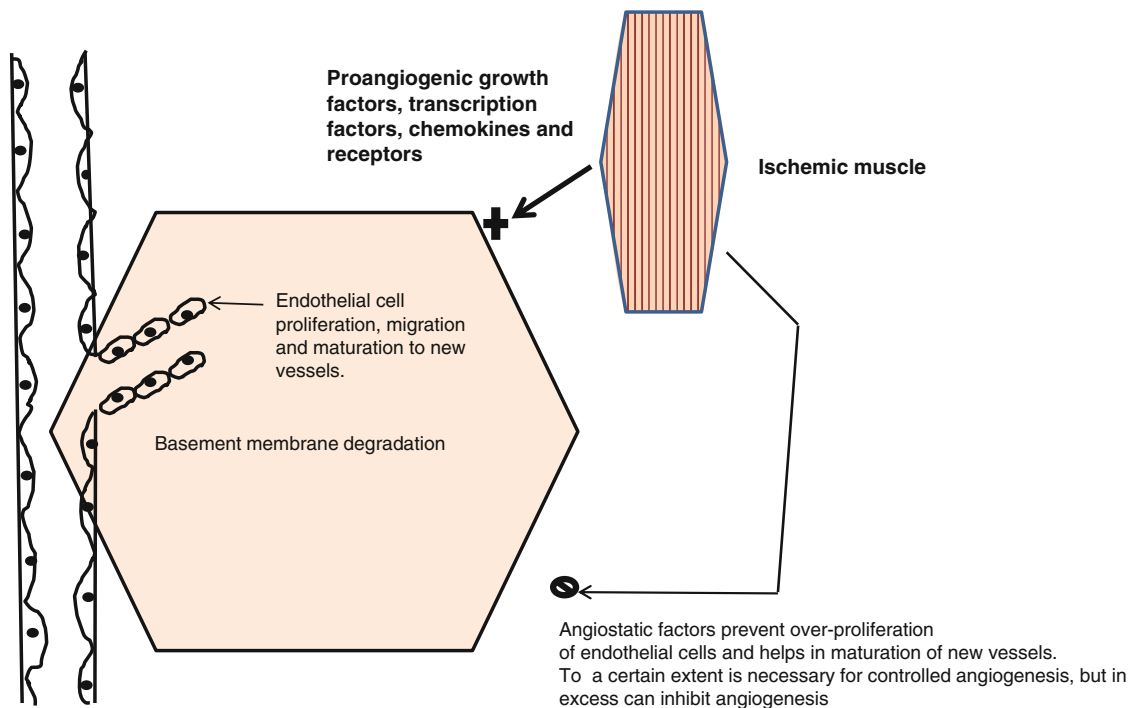 Proangiogenic growth
factors, transcription
factors, chemokines and
receptors
Ischemic muscle
Endothelial cell
proliferation, migration
and maturation to new
vessels.
Basement membrane degradation
Angiostatic factors prevent over-proliferation
of endothelial cells and helps in maturation of new vessels.
To a certain extent is necessary for controlled angiogenesis, but in
excess can inhibit angiogenesis